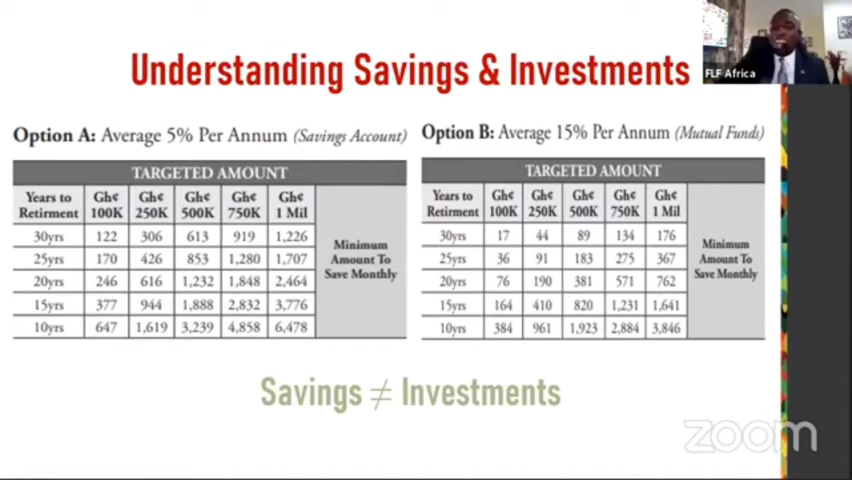 Understanding Savings & Investments
FLF Africa
Option A: Average 5% Per Annum (Savings Account)
TARGETED AMOUNT
Years to Retirment Gh¢ 100K Gh¢ 250K Gh¢ 500K Gh¢ 750K Gh¢ 1 Mil
30yrs 122 306 613 919 1,226
25yrs 170 426 853 1,280 1,707
20yrs 246 616 1,232 1,848 2,464
15yrs 377 944 1,888 2,832 3,776
10yrs 647 1,619 3,239 4,858 6,478
Minimum
Amount To
Save Monthly
Option B: Average 15% Per Annum (Mutual Funds)
TARGETED AMOUNT
Years to Retirment Gh¢ 100K Gh¢ 250K Gh¢ 500K Gh¢ 750K Gh¢ 1 Mil
30yrs 17 44 89 134 176
25yrs 36 91 183 275 367
20yrs 76 190 381 571 762
15yrs 164 410 820 1,231 1,641
10yrs 384 961 1,923 2,884 3,846
Minimum
Amount To
Save Monthly
Savings ≠ Investments
zoom